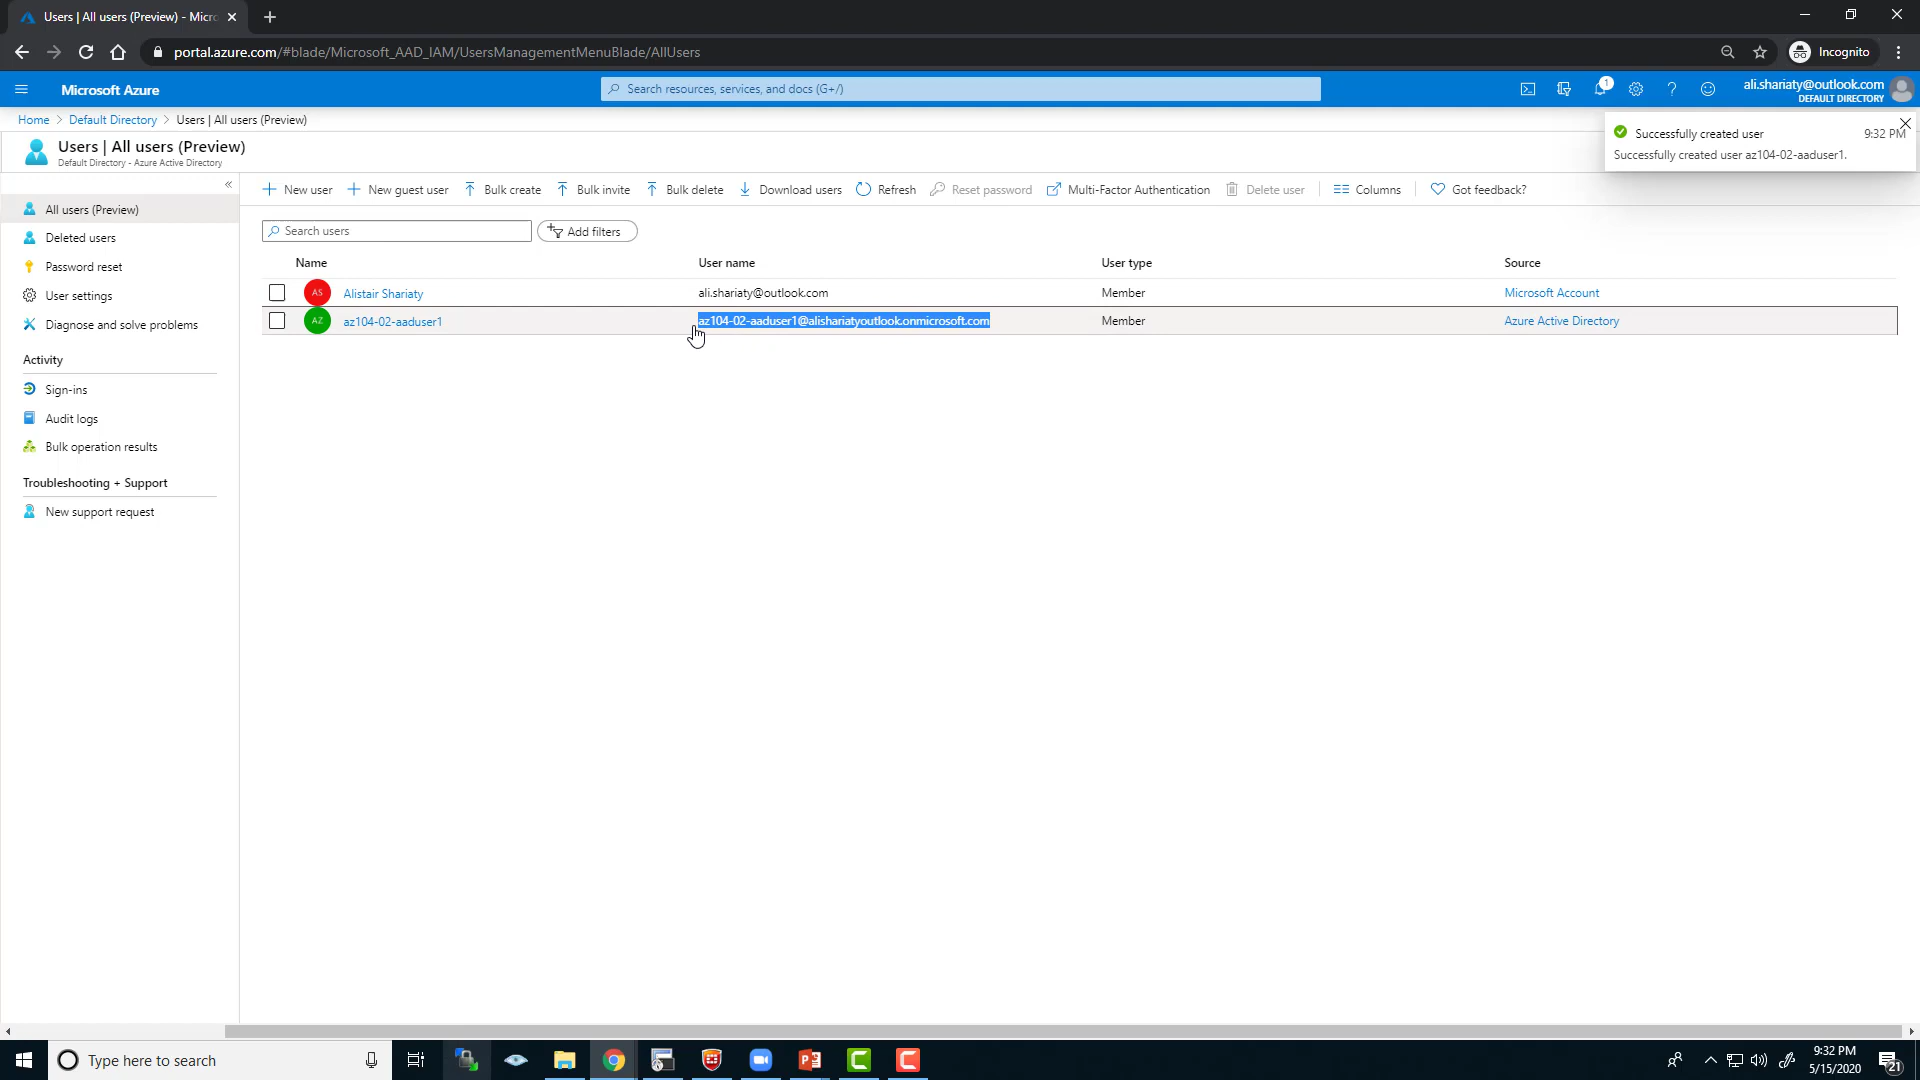 Users | All users (Preview) - Micro
portal.azure.com/#blade/Microsoft_AAD_IAM/UsersManagementMenuBlade/AllUsers
Incognito
Microsoft Azure
Search resources, services, and docs (G+/)
1
ali.shariaty@outlook.com
DEFAULT DIRECTORY
Home > Default Directory > Users | All users (Preview)
Users | All users (Preview)
Default Directory - Azure Active Directory
Successfully created user
9:32 PM
Successfully created user az104-02-aaduser1.
«
All users (Preview)
Deleted users
Password reset
User settings
Diagnose and solve problems
Activity
Sign-ins
Audit logs
Bulk operation results
Troubleshooting + Support
New support request
New user
New guest user
Bulk create
Bulk invite
Bulk delete
Download users
Refresh
Reset password
Multi-Factor Authentication
Delete user
Columns
Got feedback?
Search users
Add filters
Name User name User type Source
AS Alistair Shariaty ali.shariaty@outlook.com Member Microsoft Account
AZ az104-02-aaduser1 az104-02-aaduser1@alishariatyoutlook.onmicrosoft.com Member Azure Active Directory
Type here to search
9:32 PM
5/15/2020
21